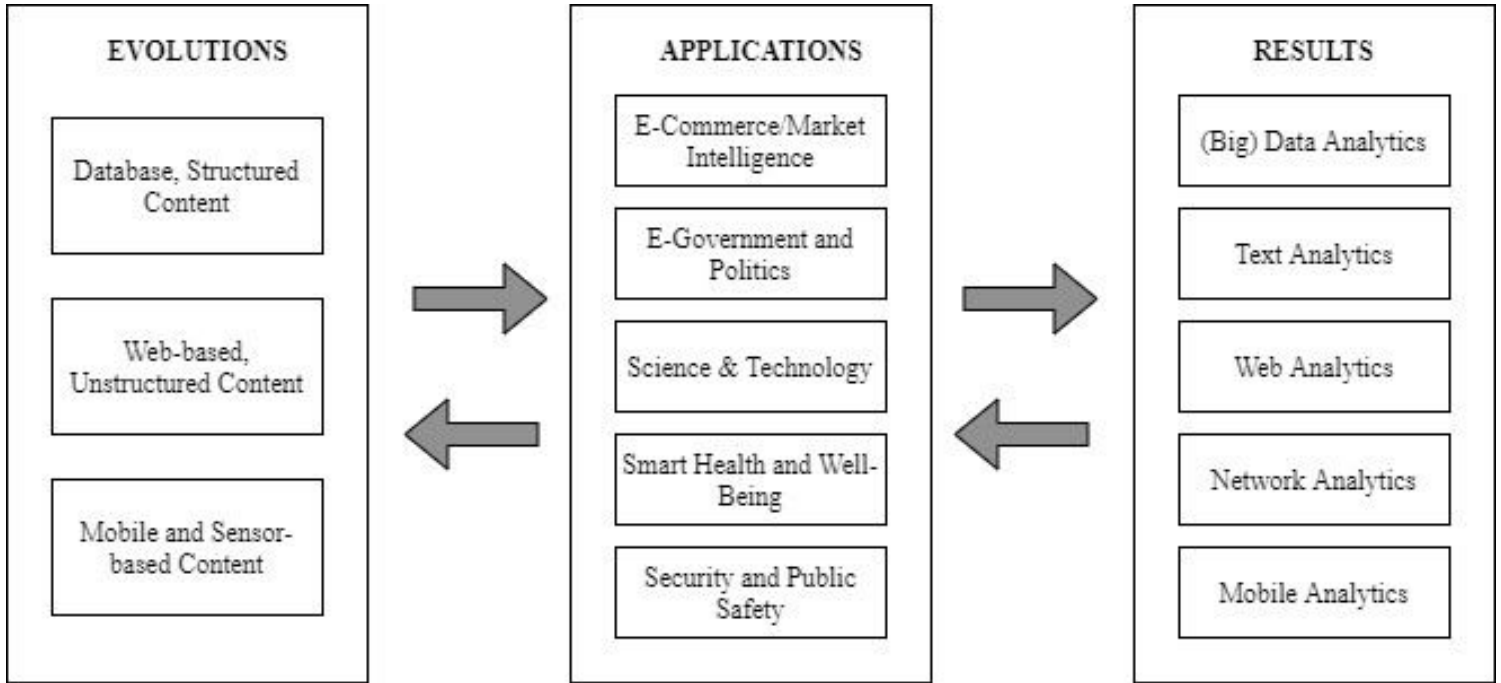 EVOLUTIONS
Database, Structured
Content
Web-based,
Unstructured Content
Mobile and Sensor-
based Content
APPLICATIONS
E-Commerce/Market
Intelligence
E-Government and
Politics
Science & Technology
Smart Health and Well-
Being
Security and Public
Safety
RESULTS
(Big) Data Analytics
Text Analytics
Web Analytics
Network Analytics
Mobile Analytics